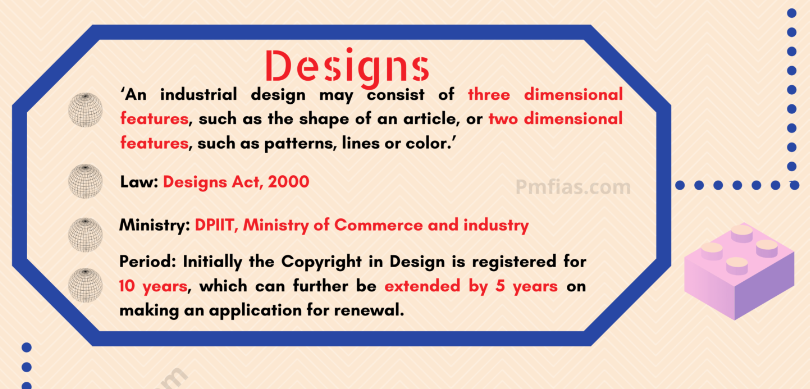 Designs
‘An industrial design may consist of three dimensional
features, such as the shape of an article, or two dimensional
features, such as patterns, lines or color.’
Law: Designs Act, 2000
Pmfias.com
Ministry: DPIIT, Ministry of Commerce and industry
Period: Initially the Copyright in Design is registered for
10 years, which can further be extended by 5 years on
making an application for renewal.
om